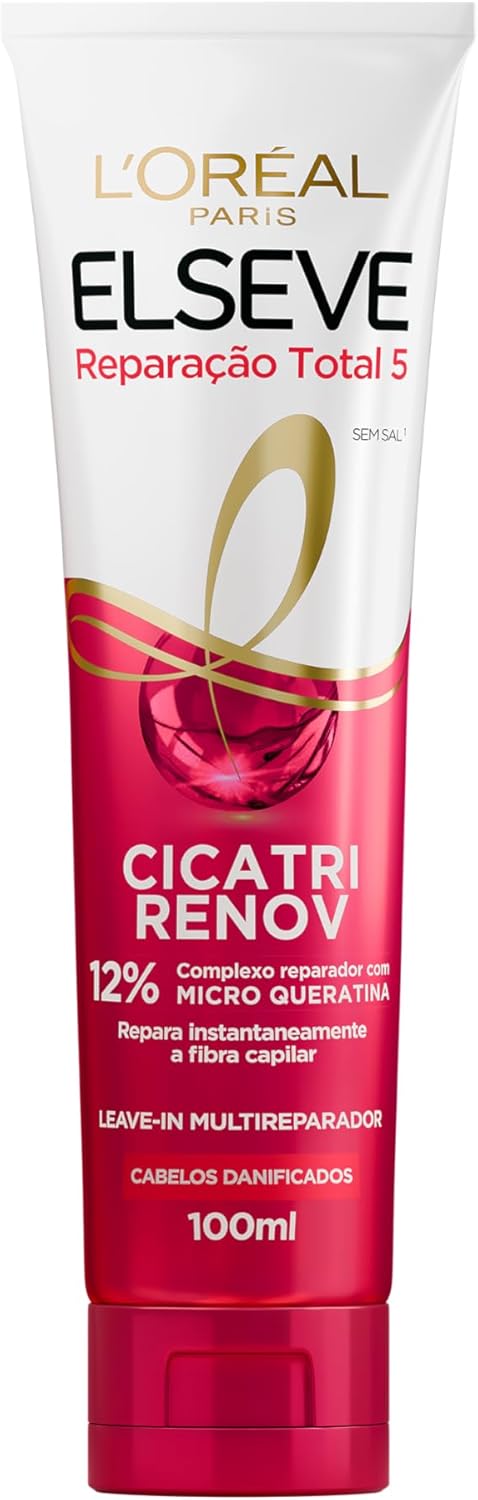 L'ORÉAL
PARiS
ELSEVE
Reparação Total 5
SEM SAL¹
CICATRI
RENOV
12% Complexo reparador com
MICRO QUERATINA
Repara instantaneamente
a fibra capilar
LEAVE-IN MULTIREPARADOR
CABELOS DANIFICADOS
100ml